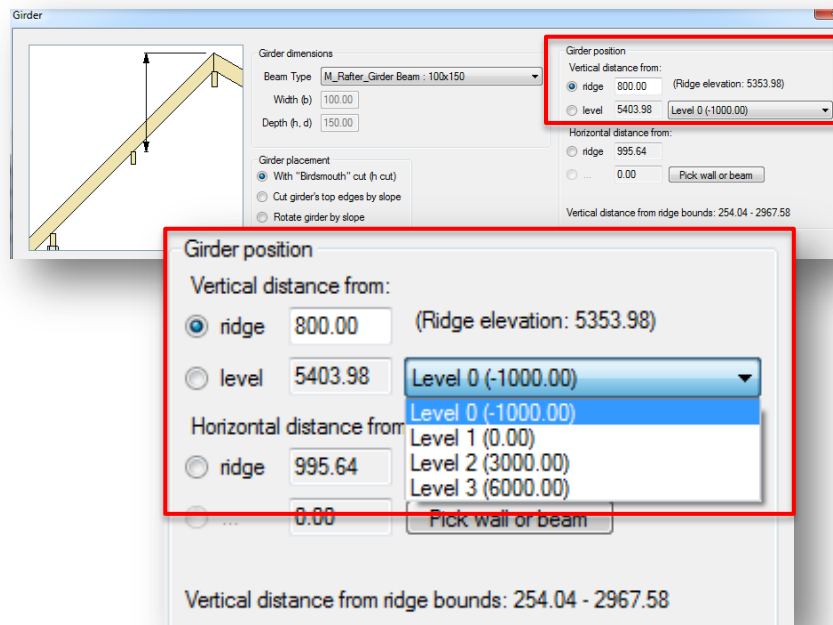 Girder
Girder dimensions
Beam Type M_Rafter_Girder Beam : 100x150
Width (b) 100.00
Depth (h, d) 150.00
Girder placement
With "Birdsmouth" cut (h cut)
Cut girder's top edges by slope
Rotate girder by slope
Girder position
Vertical distance from:
ridge 800.00 (Ridge elevation: 5353.98)
level 5403.98 Level 0 (-1000.00)
Horizontal distance from:
ridge 995.64
... 0.00 Pick wall or beam
Vertical distance from ridge bounds: 254.04 - 2967.58
Girder position
Vertical distance from:
ridge 800.00 (Ridge elevation: 5353.98)
level 5403.98 Level 0 (-1000.00)
Level 0 (-1000.00)
Horizontal distance from
Level 1 (0.00)
ridge 995.64 Level 2 (3000.00)
Level 3 (6000.00)
... 0.00 Pick wall or beam
Vertical distance from ridge bounds: 254.04 - 2967.58